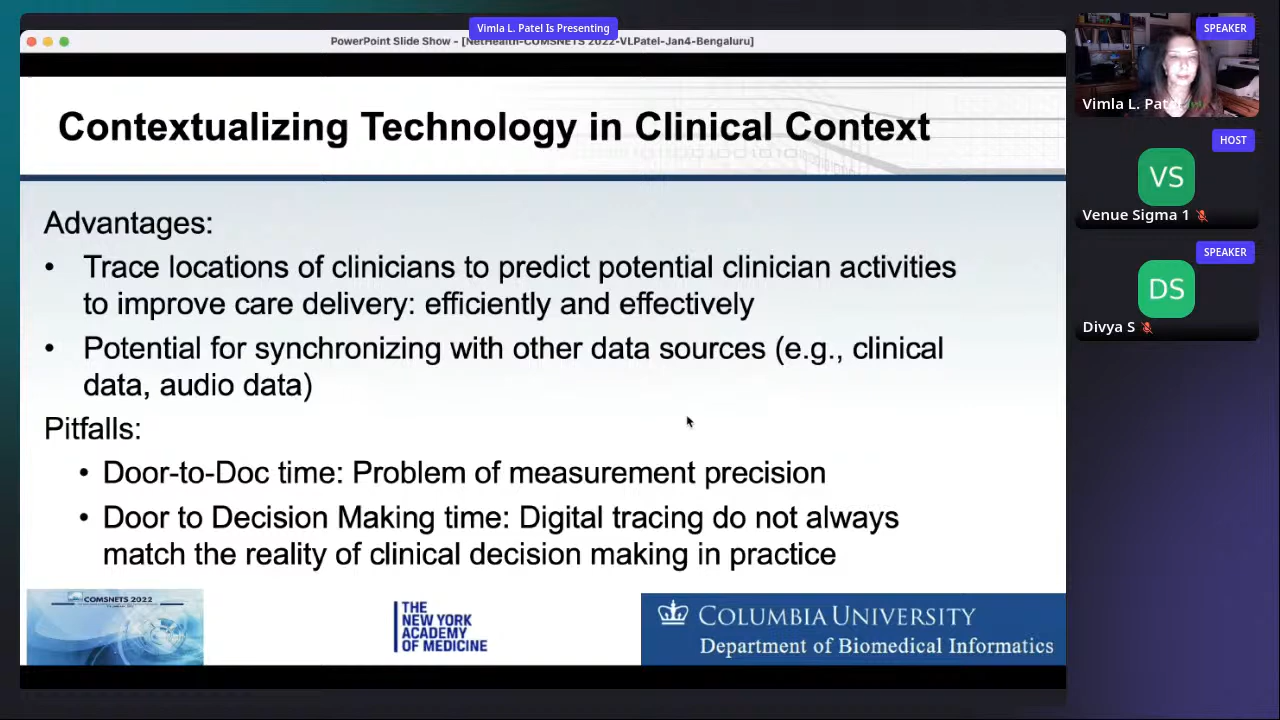 Vimla L. Patel Is Presenting
PowerPoint Slide Show - [NetHealth-COMSNETS 2022-VLPatel-Jan4-Bengaluru]
Contextualizing Technology in Clinical Context
Advantages:
• Trace locations of clinicians to predict potential clinician activities
to improve care delivery: efficiently and effectively
• Potential for synchronizing with other data sources (e.g., clinical
data, audio data)
Pitfalls:
• Door-to-Doc time: Problem of measurement precision
• Door to Decision Making time: Digital tracing do not always
match the reality of clinical decision making in practice
COMSNETS 2022
THE
NEW YORK
ACADEMY
OF MEDICINE
COLUMBIA UNIVERSITY
Department of Biomedical Informatics
SPEAKER
Vimla L. Patel
HOST
VS
Venue Sigma 1
SPEAKER
DS
Divya S